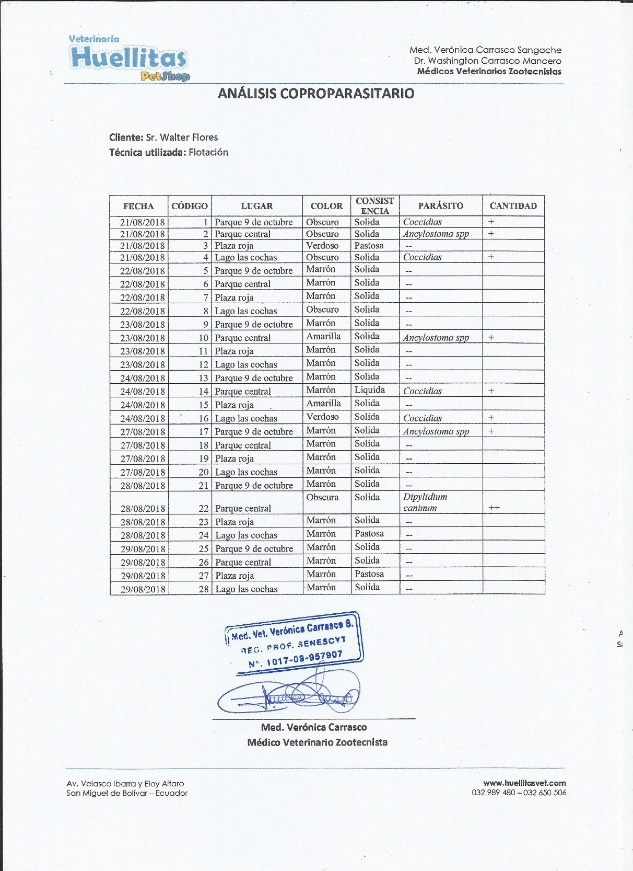 Veterinaria
Huellitas
PetShop
Med. Verónica Carrasco Sangache
Dr. Washington Carrasco Mancero
Médicos Veterinarios Zootecnistas
ANÁLISIS COPROPARASITARIO
Cliente: Sr. Walter Flores
Técnica utilizada: Flotación
FECHA CÓDIGO LUGAR COLOR CONSIST ENCIA PARÁSITO CANTIDAD
21/08/2018 1 Parque 9 de octubre Obscuro Solida Coccidias +
21/08/2018 2 Parque central Obscuro Solida Ancylostoma spp +
21/08/2018 3 Plaza roja Verdoso Pastosa --
21/08/2018 4 Lago las cochas Obscuro Solida Coccidias +
22/08/2018 5 Parque 9 de octubre Marrón Solida --
22/08/2018 6 Parque central Marrón Solida --
22/08/2018 7 Plaza roja Marrón Solida --
22/08/2018 8 Lago las cochas Obscuro Solida --
23/08/2018 9 Parque 9 de octubre Marrón Solida --
23/08/2018 10 Parque central Amarilla Solida Ancylostoma spp +
23/08/2018 11 Plaza roja Marrón Solida --
23/08/2018 12 Lago las cochas Marrón Solida --
24/08/2018 13 Parque 9 de octubre Marrón Solida --
24/08/2018 14 Parque central Marrón Liquida Coccidias +
24/08/2018 15 Plaza roja Amarilla Solida --
24/08/2018 16 Lago las cochas Verdoso Solida Coccidias +
27/08/2018 17 Parque 9 de octubre Marrón Solida Ancylostoma spp +
27/08/2018 18 Parque central Marrón Solida --
27/08/2018 19 Plaza roja Marrón Solida --
27/08/2018 20 Lago las cochas Marrón Solida --
28/08/2018 21 Parque 9 de octubre Marrón Solida --
28/08/2018 22 Parque central Obscura Solida Dipylidium caninum ++
28/08/2018 23 Plaza roja Marrón Solida --
28/08/2018 24 Lago las cochas Marrón Pastosa --
29/08/2018 25 Parque 9 de octubre Marrón Solida --
29/08/2018 26 Parque central Marrón Solida --
29/08/2018 27 Plaza roja Marrón Pastosa --
29/08/2018 28 Lago las cochas Marrón Solida --
Med. Vet. Verónica Carrasco S.
REG. PROF. SENESCYT
N°. 1017-09-957907
Med. Verónica Carrasco
Médico Veterinario Zootecnista
Av. Velasco Ibarra y Eloy Alfaro
San Miguel de Bolívar – Ecuador
www.huellitasvet.com
032 989 480 – 032 650 506